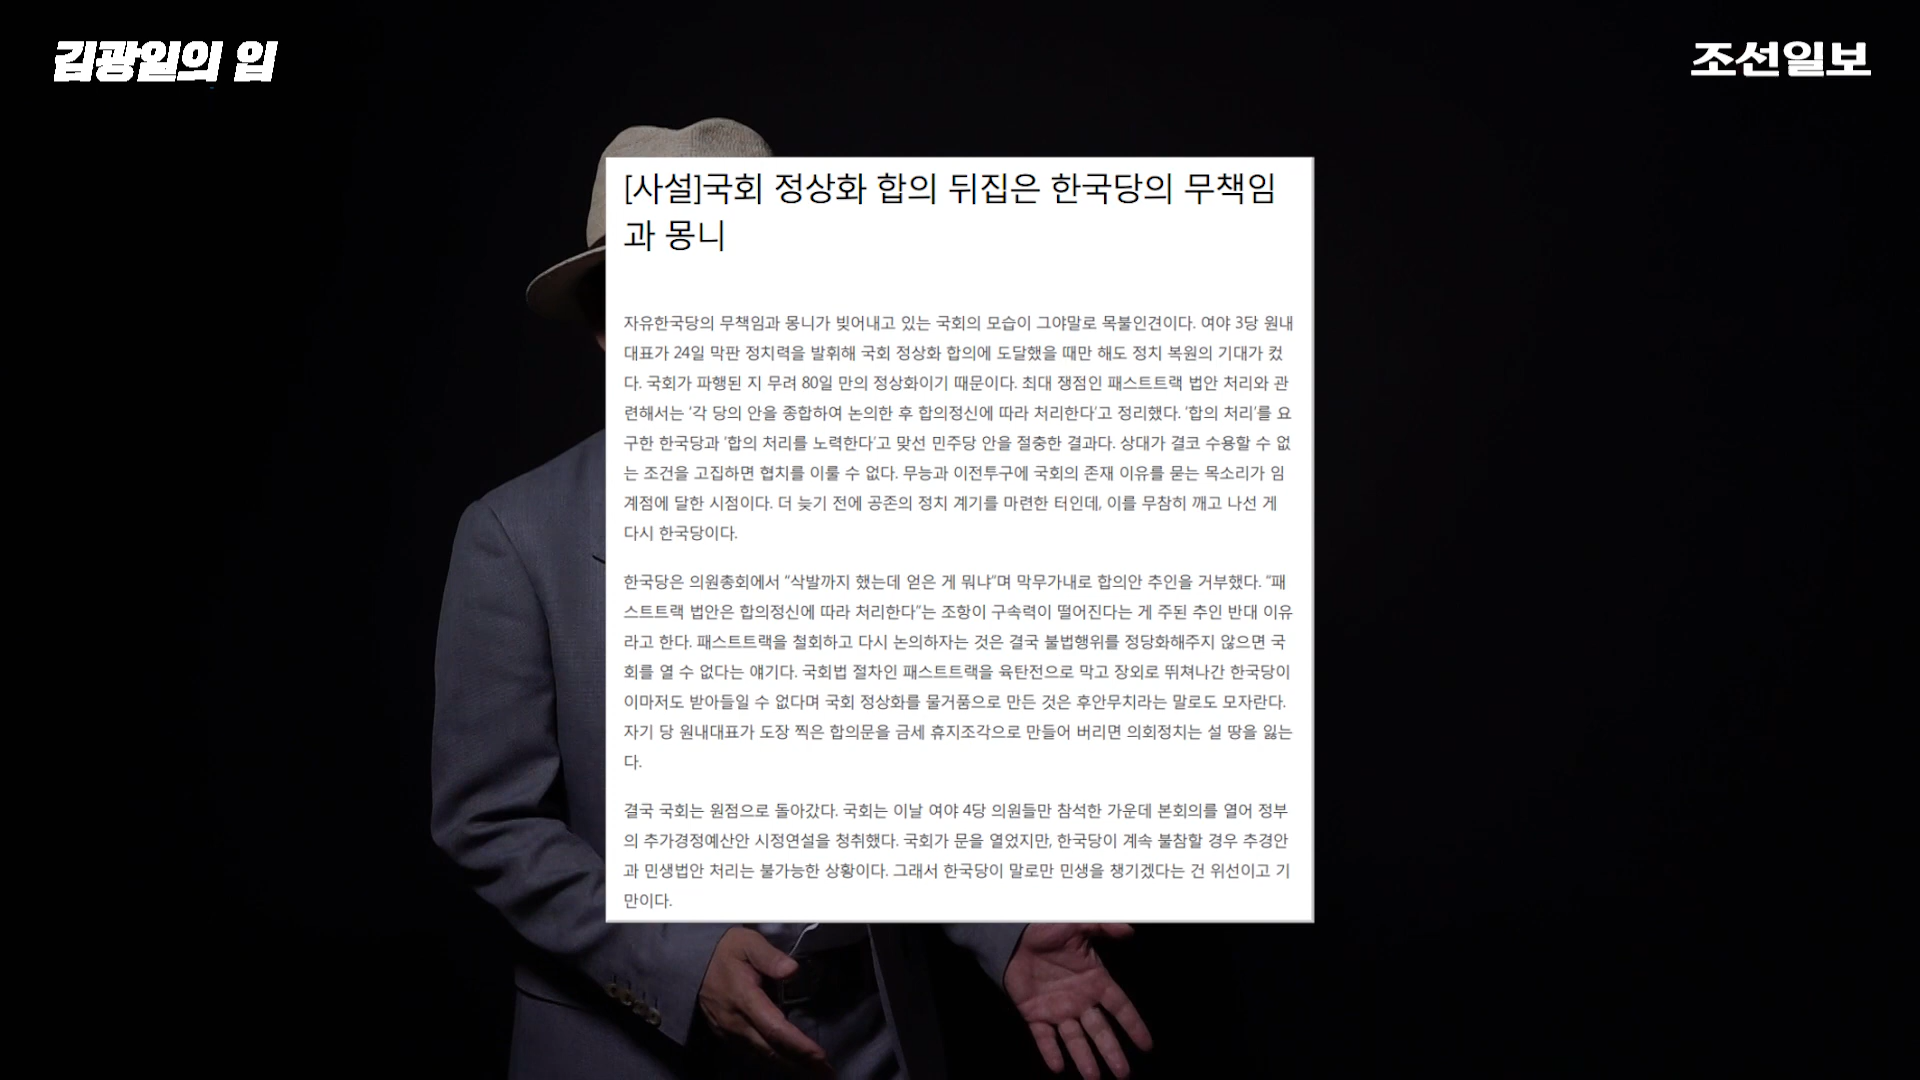 김광일의 입
조선일보
[사설]국회 정상화 합의 뒤집은 한국당의 무책임
과 몽니
자유한국당의 무책임과 몽니가 빚어내고 있는 국회의 모습이 그야말로 목불인견이다. 여야 3당 원내
대표가 24일 막판 정치력을 발휘해 국회 정상화 합의에 도달했을 때만 해도 정치 복원의 기대가 컸
다. 국회가 파행된 지 무려 80일 만의 정상화이기 때문이다. 최대 쟁점인 패스트트랙 법안 처리와 관
련해서는 ‘각 당의 안을 종합하여 논의한 후 합의정신에 따라 처리한다’고 정리했다. ‘합의 처리’를 요
구한 한국당과 ‘합의 처리를 노력한다’고 맞선 민주당 안을 절충한 결과다. 상대가 결코 수용할 수 없
는 조건을 고집하면 협치를 이룰 수 없다. 무능과 이전투구에 국회의 존재 이유를 묻는 목소리가 임
계점에 달한 시점이다. 더 늦기 전에 공존의 정치 계기를 마련한 터인데, 이를 무참히 깨고 나선 게
다시 한국당이다.
한국당은 의원총회에서 “삭발까지 했는데 얻은 게 뭐냐”며 막무가내로 합의안 추인을 거부했다. “패
스트트랙 법안은 합의정신에 따라 처리한다”는 조항이 구속력이 떨어진다는 게 주된 추인 반대 이유
라고 한다. 패스트트랙을 철회하고 다시 논의하자는 것은 결국 불법행위를 정당화해주지 않으면 국
회를 열 수 없다는 얘기다. 국회법 절차인 패스트트랙을 육탄전으로 막고 장외로 뛰쳐나간 한국당이
이마저도 받아들일 수 없다며 국회 정상화를 물거품으로 만든 것은 후안무치라는 말로도 모자란다.
자기 당 원내대표가 도장 찍은 합의문을 금세 휴지조각으로 만들어 버리면 의회정치는 설 땅을 잃는
다.
결국 국회는 원점으로 돌아갔다. 국회는 이날 여야 4당 의원들만 참석한 가운데 본회의를 열어 정부
의 추가경정예산안 시정연설을 청취했다. 국회가 문을 열었지만, 한국당이 계속 불참할 경우 추경안
과 민생법안 처리는 불가능한 상황이다. 그래서 한국당이 말로만 민생을 챙기겠다는 건 위선이고 기
만이다.